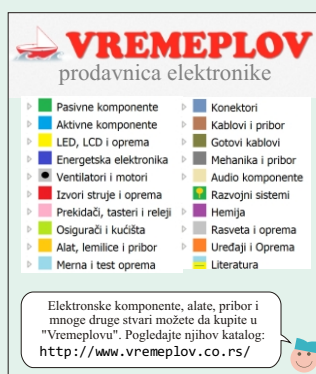 VREMEPLOV
prodavnica elektronike
Pasivne komponente
Aktivne komponente
LED, LCD i oprema
Energetska elektronika
Ventilatori i motori
Izvori struje i oprema
Prekidači, tasteri i releji
Osigurači i kućišta
Alat, lemilice i pribor
Merna i test oprema
Konektori
Kablovi i pribor
Gotovi kablovi
Mehanika i pribor
Audio komponente
Razvojni sistemi
Hemija
Rasveta i oprema
Uređaji i Oprema
Literatura
Elektronske komponente, alate, pribor i
mnoge druge stvari možete da kupite u
"Vremeplovu". Pogledajte njihov katalog:
http://www.vremeplov.co.rs/